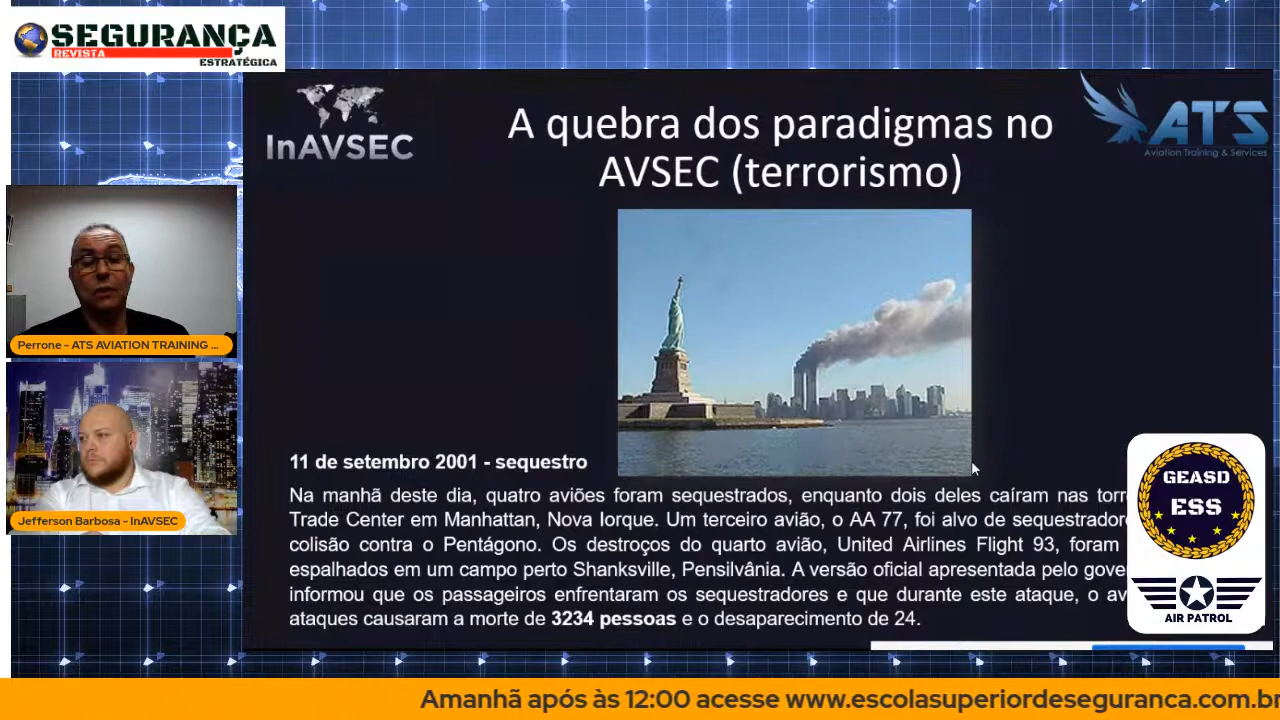 SEGURANÇA
REVISTA
ESTRATÉGICA
InAVSEC
ATS
Aviation Training & Services
A quebra dos paradigmas no
AVSEC (terrorismo)
Perrone - ATS AVIATION TRAINING ...
Jefferson Barbosa - InAVSEC
11 de setembro 2001 - sequestro
Na manhã deste dia, quatro aviões foram sequestrados, enquanto dois deles caíram nas
Trade Center em Manhattan, Nova Iorque. Um terceiro avião, o AA 77, foi alvo de
colisão contra o Pentágono. Os destroços do quarto avião, United Airlines Flight 93, foram
espalhados em um campo perto Shanksville, Pensilvânia. A versão oficial apresentada pelo
informou que os passageiros enfrentaram os sequestradores e que durante este ataque, o
ataques causaram a morte de 3234 pessoas e o desaparecimento de 24.
GEASD
ESS
AIR PATROL
Amanhã após às 12:00 acesse www.escolasuperiordeseguranca.com.br